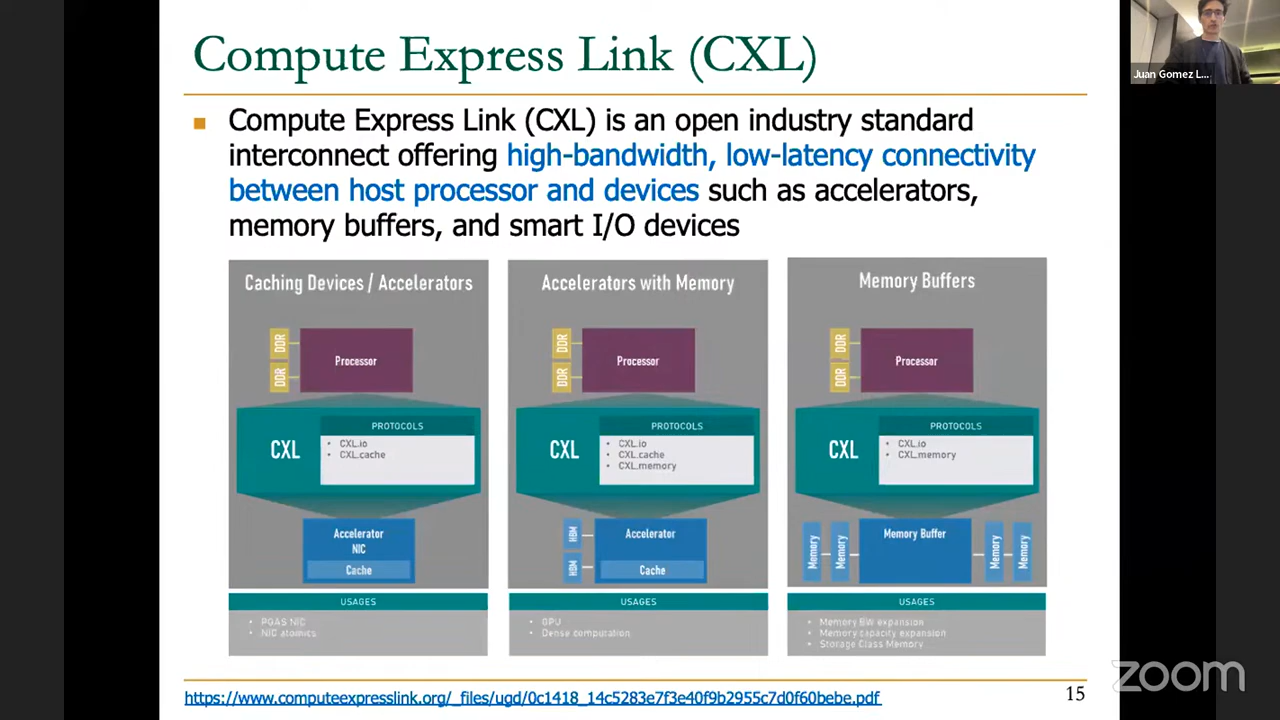 Compute Express Link (CXL)
Juan Gomez L...
Compute Express Link (CXL) is an open industry standard
interconnect offering high-bandwidth, low-latency connectivity
between host processor and devices such as accelerators,
memory buffers, and smart I/O devices
Caching Devices / Accelerators
DDR
DDR
Processor
CXL
PROTOCOLS
• CXL.io
• CXL.cache
Accelerator
NIC
Cache
USAGES
• PGAS NIC
• NIC atomics
Accelerators with Memory
DDR
DDR
Processor
CXL
PROTOCOLS
• CXL.io
• CXL.cache
• CXL.memory
HBM
HBM
Accelerator
Cache
USAGES
• GPU
• Dense computation
Memory Buffers
DDR
DDR
Processor
CXL
PROTOCOLS
• CXL.io
• CXL.memory
Memory
Memory
Memory Buffer
Memory
Memory
USAGES
• Memory BW expansion
• Memory capacity expansion
• Storage Class Memory
https://www.computeexpresslink.org/_files/ugd/0c1418_14c5283e7f3e40f9b2955c7d0f60bebe.pdf
15
zoom